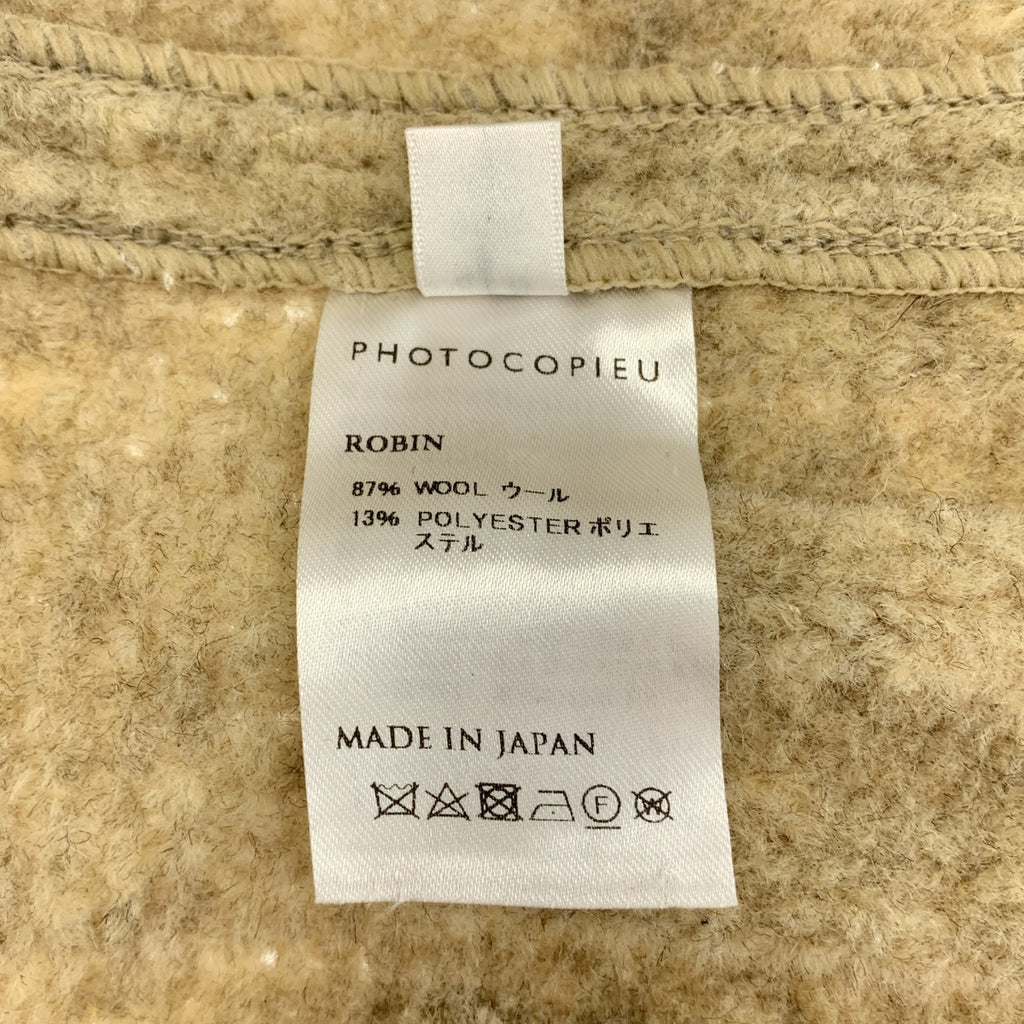 PHOTOCOPIEU
ROBIN
87% WOOL ウール
13% POLYESTER ポリエ
ステル
MADE IN JAPAN
F W